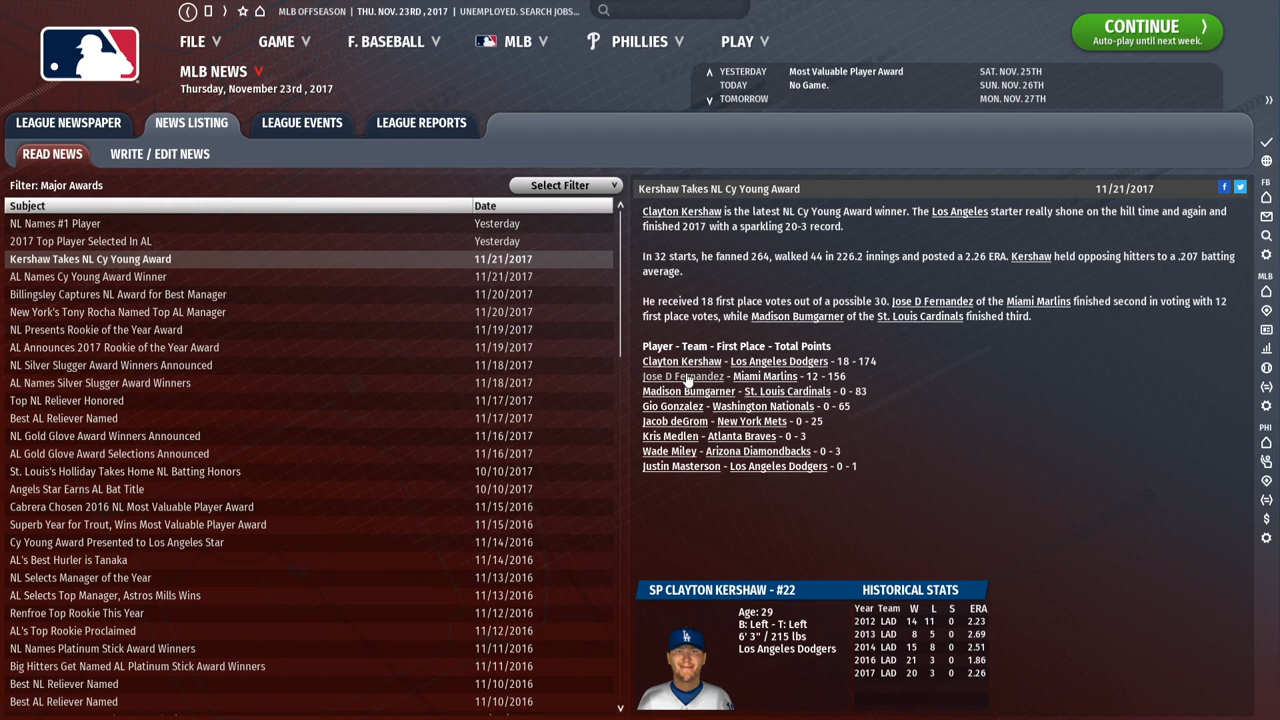 MLB OFFSEASON | THU. NOV. 23RD , 2017 | UNEMPLOYED. SEARCH JOBS...
FILE GAME F. BASEBALL MLB PHILLIES PLAY
CONTINUE
Auto-play until next week.
MLB NEWS
Thursday, November 23rd , 2017
YESTERDAY Most Valuable Player Award SAT. NOV. 25TH
TODAY No Game. SUN. NOV. 26TH
TOMORROW MON. NOV. 27TH
LEAGUE NEWSPAPER NEWS LISTING LEAGUE EVENTS LEAGUE REPORTS
READ NEWS WRITE / EDIT NEWS
Filter: Major Awards Select Filter
Subject Date
NL Names #1 Player Yesterday
2017 Top Player Selected In AL Yesterday
Kershaw Takes NL Cy Young Award 11/21/2017
AL Names Cy Young Award Winner 11/21/2017
Billingsley Captures NL Award for Best Manager 11/20/2017
New York's Tony Rocha Named Top AL Manager 11/20/2017
NL Presents Rookie of the Year Award 11/19/2017
AL Announces 2017 Rookie of the Year Award 11/19/2017
NL Silver Slugger Award Winners Announced 11/18/2017
AL Names Silver Slugger Award Winners 11/18/2017
Top NL Reliever Honored 11/17/2017
Best AL Reliever Named 11/17/2017
NL Gold Glove Award Winners Announced 11/16/2017
AL Gold Glove Award Selections Announced 11/16/2017
St. Louis's Holliday Takes Home NL Batting Honors 10/10/2017
Angels Star Earns AL Bat Title 10/10/2017
Cabrera Chosen 2016 NL Most Valuable Player Award 11/15/2016
Superb Year for Trout, Wins Most Valuable Player Award 11/15/2016
Cy Young Award Presented to Los Angeles Star 11/14/2016
AL's Best Hurler is Tanaka 11/14/2016
NL Selects Manager of the Year 11/13/2016
AL Selects Top Manager, Astros Mills Wins 11/13/2016
Renfroe Top Rookie This Year 11/12/2016
AL's Top Rookie Proclaimed 11/12/2016
NL Names Platinum Stick Award Winners 11/11/2016
Big Hitters Get Named AL Platinum Stick Award Winners 11/11/2016
Best NL Reliever Named 11/10/2016
Best AL Reliever Named 11/10/2016
Kershaw Takes NL Cy Young Award 11/21/2017
Clayton Kershaw is the latest NL Cy Young Award winner. The Los Angeles starter really shone on the hill time and again and
finished 2017 with a sparkling 20-3 record.
In 32 starts, he fanned 264, walked 44 in 226.2 innings and posted a 2.26 ERA. Kershaw held opposing hitters to a .207 batting
average.
He received 18 first place votes out of a possible 30. Jose D Fernandez of the Miami Marlins finished second in voting with 12
first place votes, while Madison Bumgarner of the St. Louis Cardinals finished third.
Player - Team - First Place - Total Points
Clayton Kershaw - Los Angeles Dodgers - 18 - 174
Jose D Fernandez - Miami Marlins - 12 - 156
Madison Bumgarner - St. Louis Cardinals - 0 - 83
Gio Gonzalez - Washington Nationals - 0 - 65
Jacob deGrom - New York Mets - 0 - 25
Kris Medlen - Atlanta Braves - 0 - 3
Wade Miley - Arizona Diamondbacks - 0 - 3
Justin Masterson - Los Angeles Dodgers - 0 - 1
SP CLAYTON KERSHAW - #22 HISTORICAL STATS
Age: 29
B: Left - T: Left
6' 3" / 215 lbs
Los Angeles Dodgers
Year Team W L S ERA
2012 LAD 14 11 0 2.23
2013 LAD 8 5 0 2.69
2014 LAD 15 8 0 2.51
2016 LAD 21 3 0 1.86
2017 LAD 20 3 0 2.26
FB
MLB
PHI